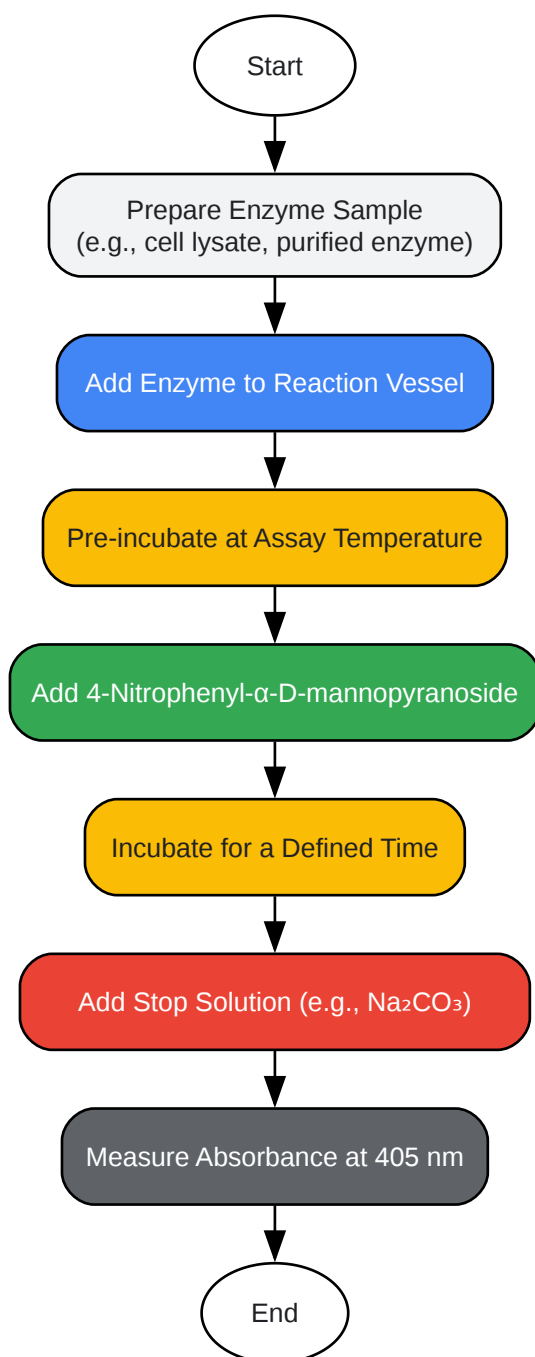 Start
Prepare Enzyme Sample
(e.g., cell lysate, purified enzyme)
Add Enzyme to Reaction Vessel
Pre-incubate at Assay Temperature
Add 4-Nitrophenyl-α-D-mannopyranoside
Incubate for a Defined Time
Add Stop Solution (e.g., Na₂CO₃)
Measure Absorbance at 405 nm
End